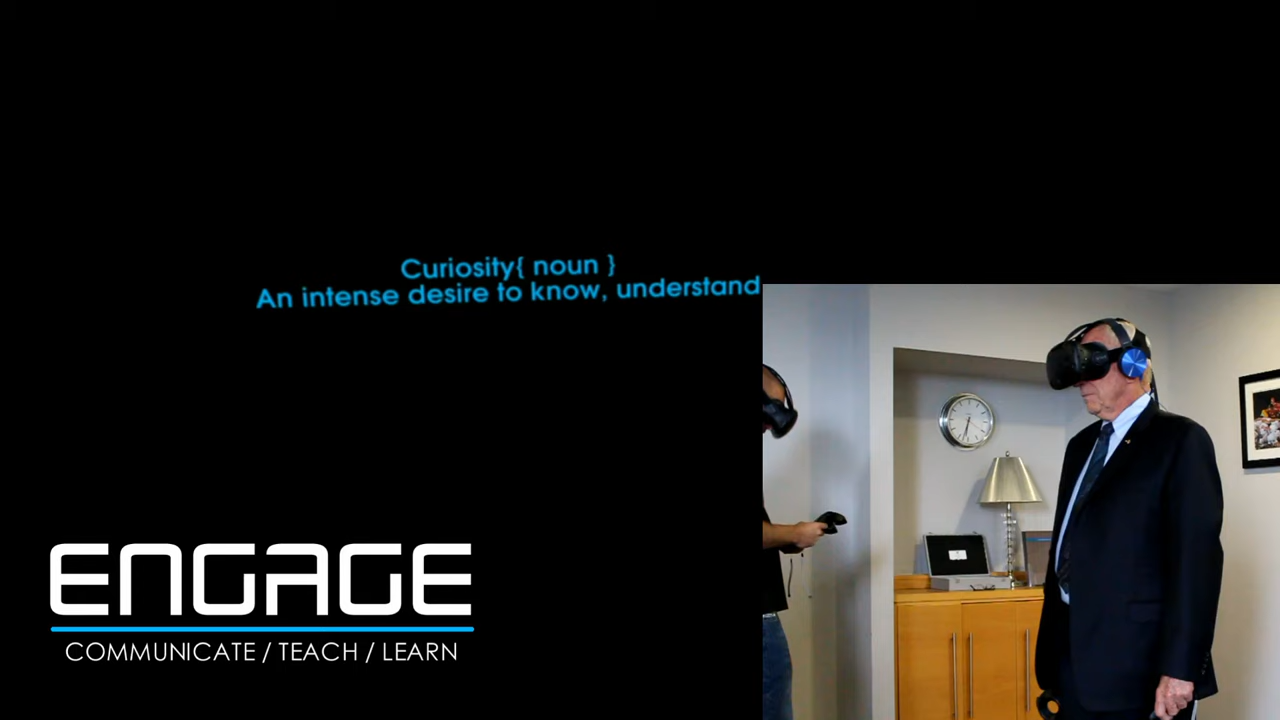 Curiosity{ noun }
An intense desire to know, understand
ENGAGE
COMMUNICATE / TEACH / LEARN